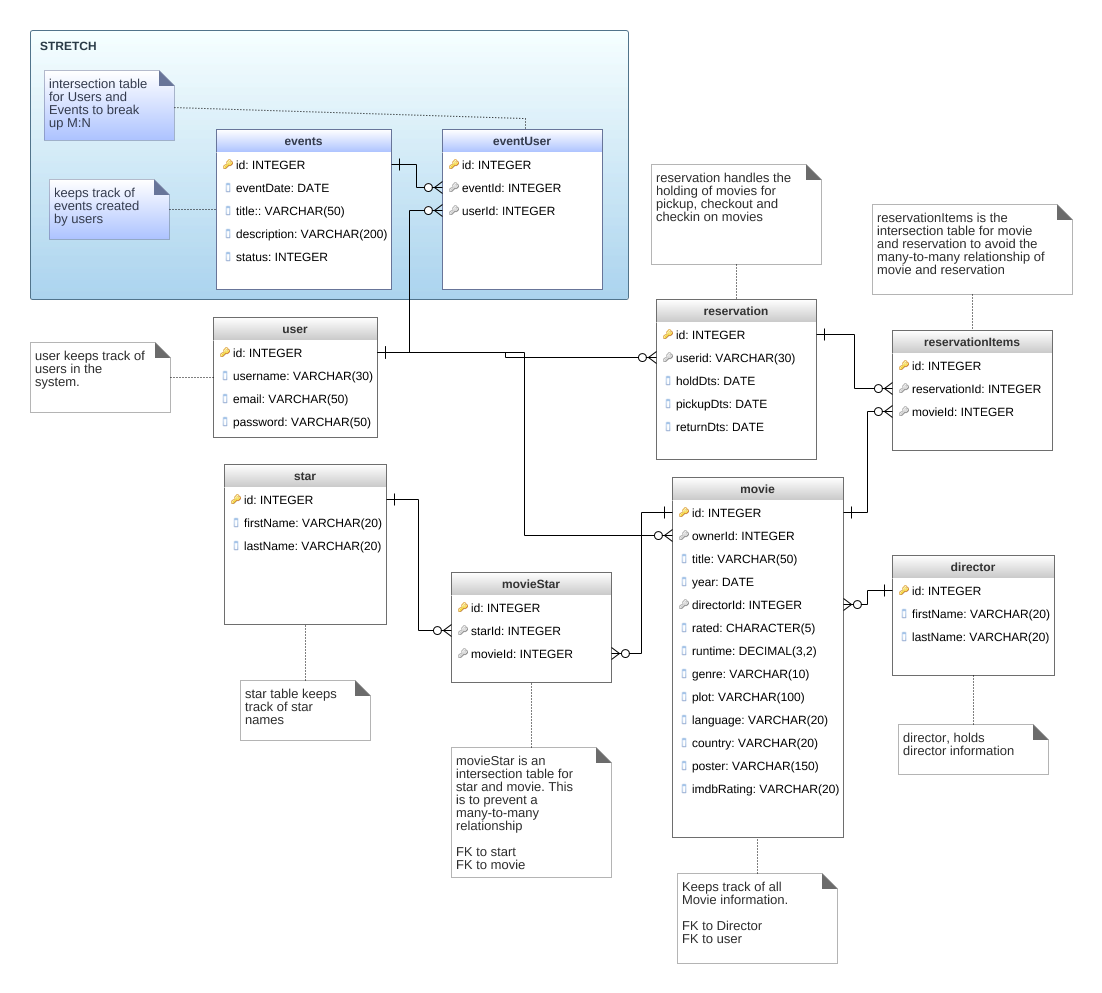 STRETCH
intersection table
for Users and
Events to break
up M:N
keeps track of
events created
by users
events
id: INTEGER
eventDate: DATE
title:: VARCHAR(50)
description: VARCHAR(200)
status: INTEGER
eventUser
id: INTEGER
eventId: INTEGER
userId: INTEGER
reservation handles the
holding of movies for
pickup, checkout and
checkin on movies
reservationItems is the
intersection table for movie
and reservation to avoid the
many-to-many relationship of
movie and reservation
user keeps track of
users in the
system.
user
id: INTEGER
username: VARCHAR(30)
email: VARCHAR(50)
password: VARCHAR(50)
reservation
id: INTEGER
userid: VARCHAR(30)
holdDts: DATE
pickupDts: DATE
returnDts: DATE
reservationItems
id: INTEGER
reservationId: INTEGER
movieId: INTEGER
star
id: INTEGER
firstName: VARCHAR(20)
lastName: VARCHAR(20)
star table keeps
track of star
names
movieStar
id: INTEGER
starId: INTEGER
movieId: INTEGER
movieStar is an
intersection table for
star and movie. This
is to prevent a
many-to-many
relationship
FK to start
FK to movie
movie
id: INTEGER
ownerId: INTEGER
title: VARCHAR(50)
year: DATE
directorId: INTEGER
rated: CHARACTER(5)
runtime: DECIMAL(3,2)
genre: VARCHAR(10)
plot: VARCHAR(100)
language: VARCHAR(20)
country: VARCHAR(20)
poster: VARCHAR(150)
imdbRating: VARCHAR(20)
Keeps track of all
Movie information.
FK to Director
FK to user
director
id: INTEGER
firstName: VARCHAR(20)
lastName: VARCHAR(20)
director, holds
director information